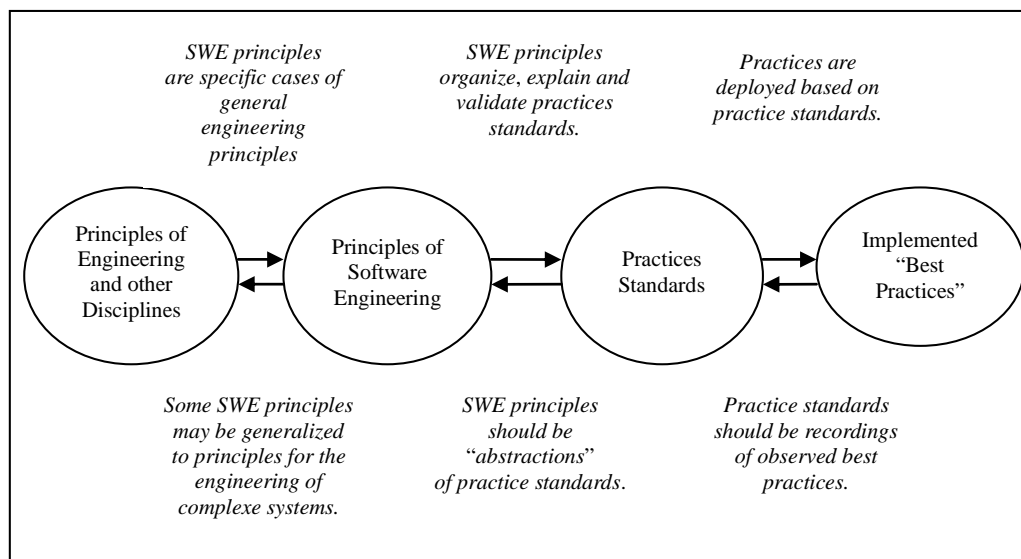 SWE principles
are specific cases of
general
engineering
principles
SWE principles
organize, explain and
validate practices
standards.
Practices are
deployed based on
practice standards.
Principles of
Engineering
and other
Disciplines
Principles of
Software
Engineering
Practices
Standards
Implemented
“Best
Practices”
Some SWE principles
may be generalized
to principles for the
engineering of
complexe systems.
SWE principles
should be
“abstractions”
of practice standards.
Practice standards
should be recordings
of observed best
practices.